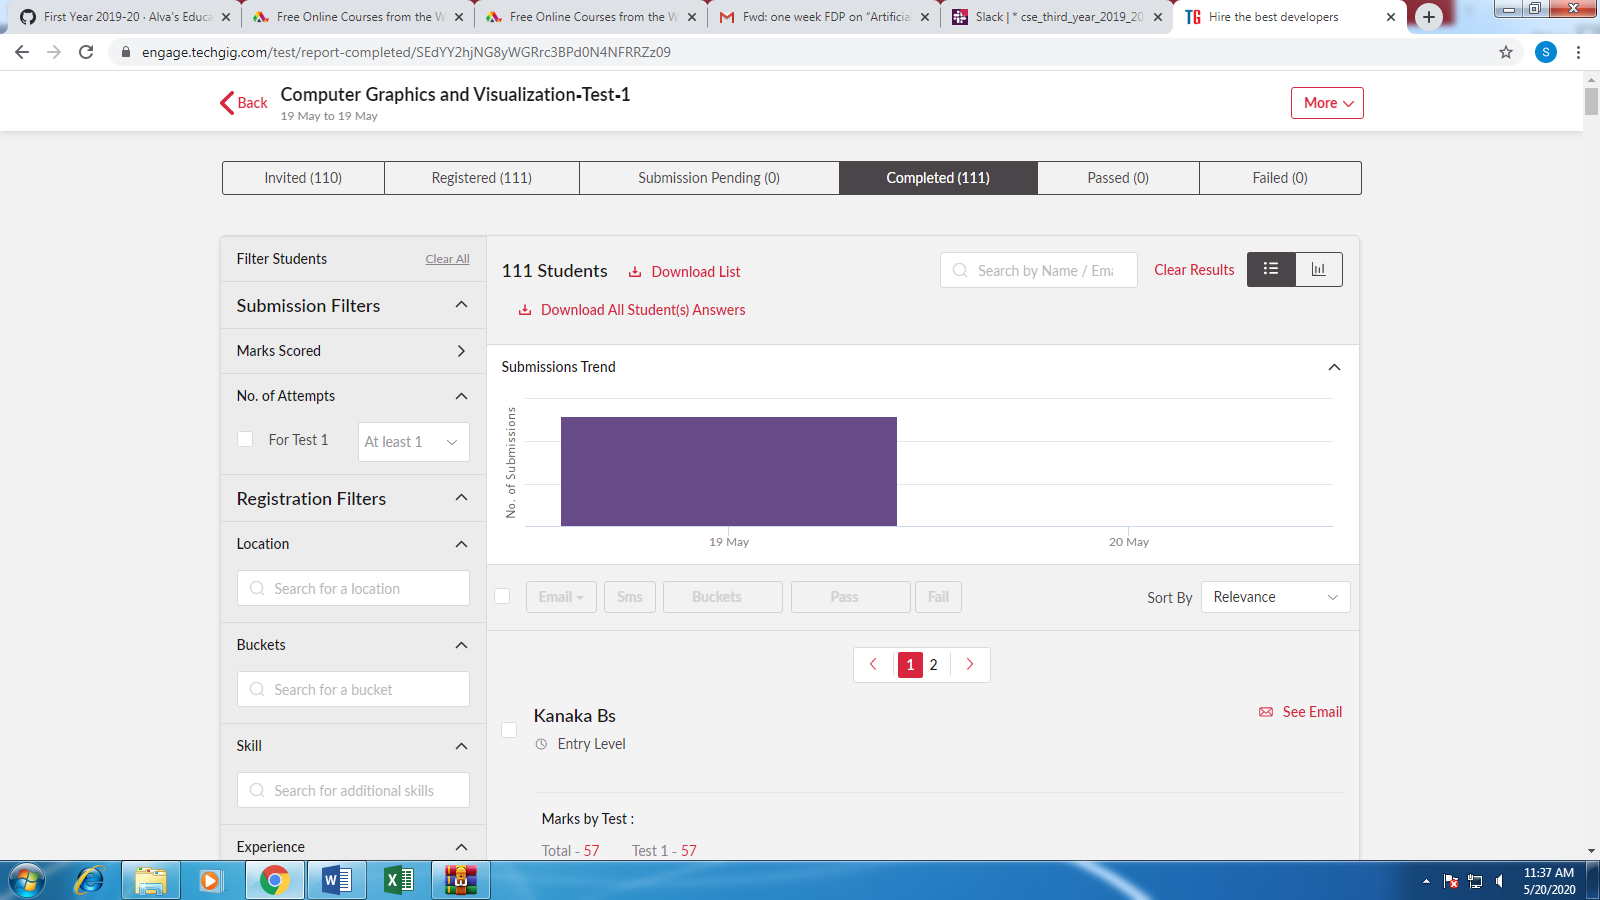 First Year 2019-20 · Alva's Educa
Free Online Courses from the W
Free Online Courses from the W
Fwd: one week FDP on "Artificia
Slack | * cse_third_year_2019_20
TG Hire the best developers
engage.techgig.com/test/report-completed/SEdYY2hjNG8yWGRrc3BPd0N4NFRRZz09
S
Back
Computer Graphics and Visualization-Test-1
19 May to 19 May
More
Invited (110)
Registered (111)
Submission Pending (0)
Completed (111)
Passed (0)
Failed (0)
Filter Students
Clear All
Submission Filters
Marks Scored
No. of Attempts
For Test 1
At least 1
Registration Filters
Location
Search for a location
Buckets
Search for a bucket
Skill
Search for additional skills
Experience
111 Students
Download List
Search by Name / Ema
Clear Results
Download All Student(s) Answers
Submissions Trend
No. of Submissions
19 May
20 May
Email
Sms
Buckets
Pass
Fail
Sort By
Relevance
1
2
Kanaka Bs
See Email
Entry Level
Marks by Test :
Total - 57
Test 1 - 57
11:37 AM
5/20/2020